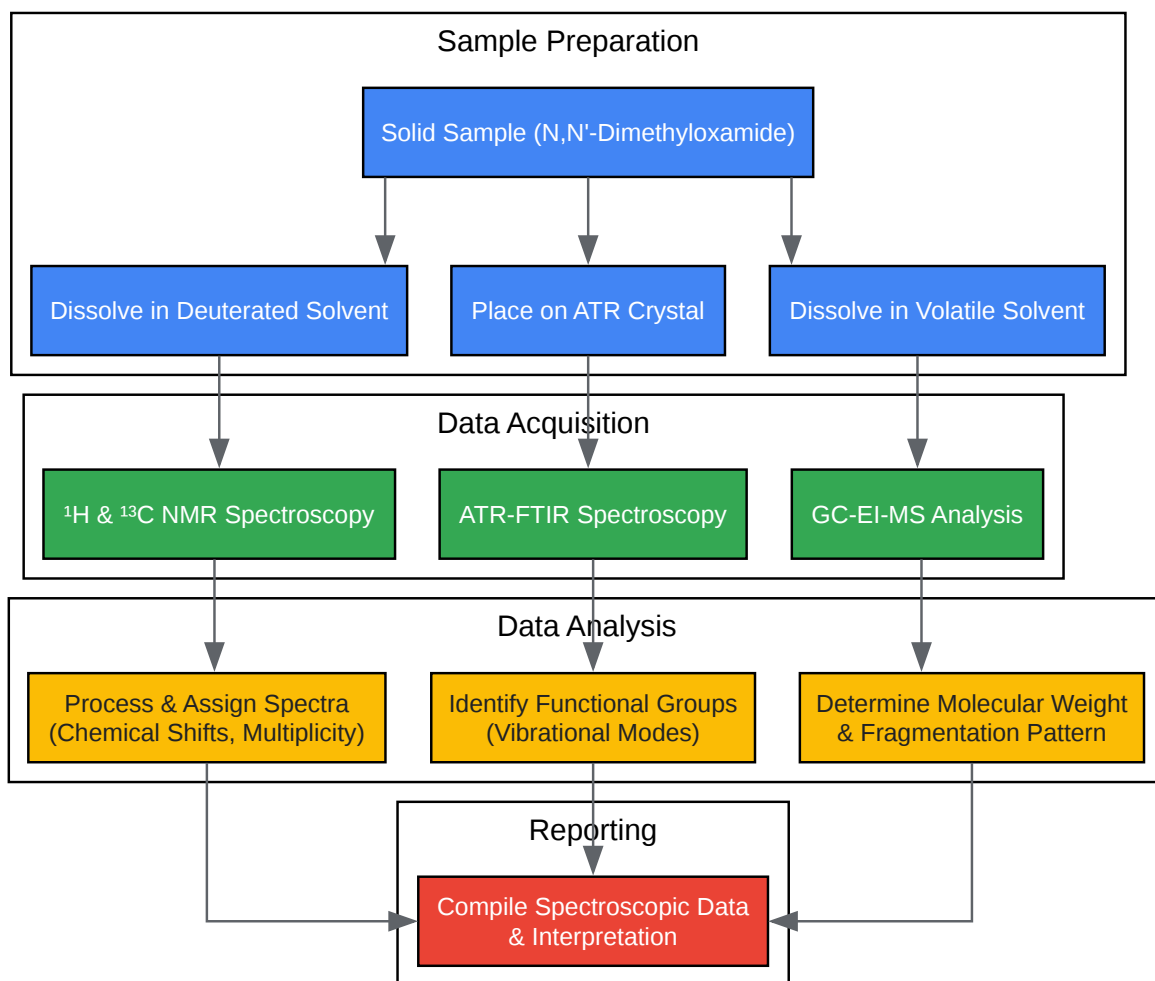 Sample Preparation
Solid Sample (N,N'-Dimethyloxamide)
Dissolve in Deuterated Solvent
Place on ATR Crystal
Dissolve in Volatile Solvent
Data Acquisition
¹H & ¹³C NMR Spectroscopy
ATR-FTIR Spectroscopy
GC-EI-MS Analysis
Data Analysis
Process & Assign Spectra
(Chemical Shifts, Multiplicity)
Identify Functional Groups
(Vibrational Modes)
Determine Molecular Weight
& Fragmentation Pattern
Reporting
Compile Spectroscopic Data
& Interpretation